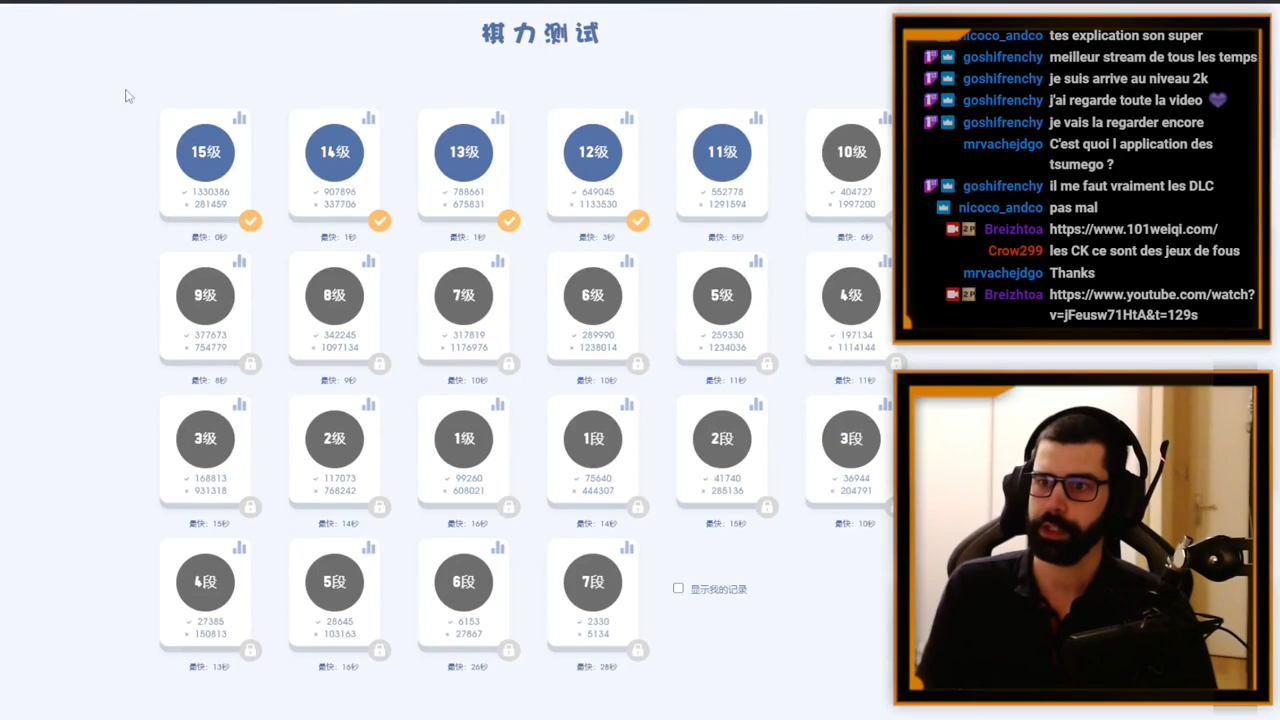 棋力测试
15级
1330386
281459
最快：0秒
14级
907896
337706
最快：1秒
13级
788661
675831
最快：1秒
12级
649045
1133530
最快：3秒
11级
552778
1291594
最快：5秒
10级
404727
1997200
最快：6秒
9级
377673
754779
最快：8秒
8级
342245
1097134
最快：9秒
7级
317819
1176976
最快：10秒
6级
289990
1238014
最快：10秒
5级
259330
1234036
最快：11秒
4级
197134
1114144
最快：11秒
3级
168813
931318
最快：15秒
2级
117073
768242
最快：14秒
1级
99260
608021
最快：16秒
1段
75640
444307
最快：14秒
2段
41740
285136
最快：15秒
3段
36944
204791
最快：10秒
4段
27385
150813
最快：13秒
5段
28645
103163
最快：16秒
6段
6153
27867
最快：26秒
7段
2330
5134
最快：28秒
显示我的记录
nicoco_andco tes explication son super
goshifrenchy meilleur stream de tous les temps
goshifrenchy je suis arrive au niveau 2k
goshifrenchy j'ai regarde toute la video
goshifrenchy je vais la regarder encore
mrvachejdgo C'est quoi l application des
tsumego ?
goshifrenchy il me faut vraiment les DLC
nicoco_andco pas mal
2P Breizhtoa https://www.101weiqi.com/
Crow299 les CK ce sont des jeux de fous
mrvachejdgo Thanks
2P Breizhtoa https://www.youtube.com/watch?
v=jFeusw71HtA&t=129s